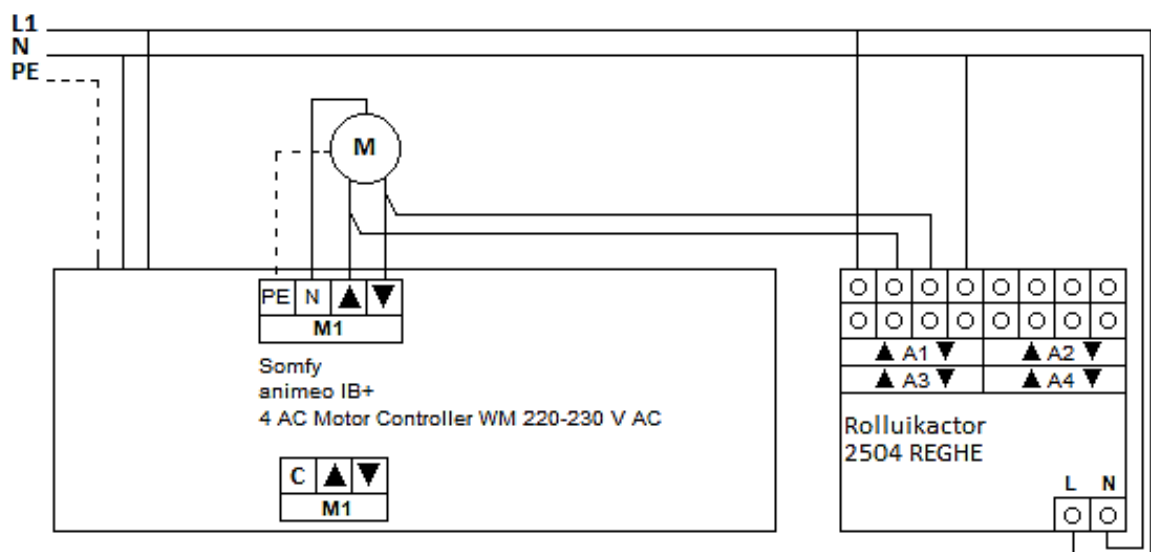 L1
N
PE
M
PE N ▲ ▼
M1
Somfy
animeo IB+
4 AC Motor Controller WM 220-230 V AC
C ▲ ▼
M1
▲ A1 ▼ ▲ A2 ▼
▲ A3 ▼ ▲ A4 ▼
Rolluikactor
2504 REGHE
L N